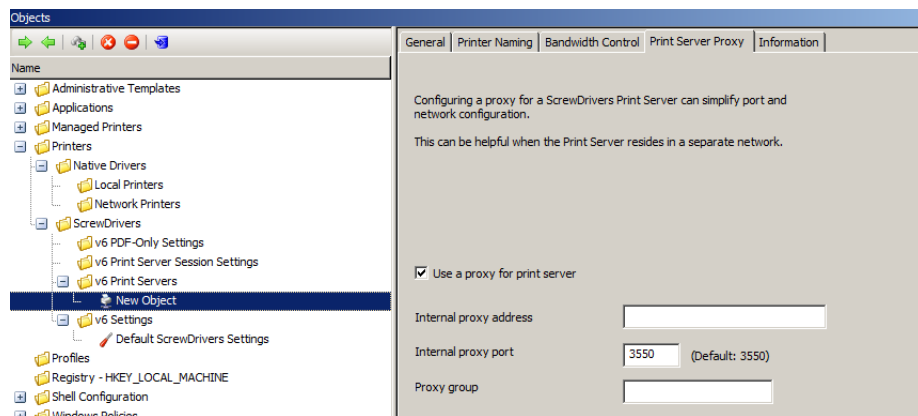 Objects
Name
Administrative Templates
Applications
Managed Printers
Printers
Native Drivers
Local Printers
Network Printers
ScrewDrivers
v6 PDF-Only Settings
v6 Print Server Session Settings
v6 Print Servers
New Object
v6 Settings
Default ScrewDrivers Settings
Profiles
Registry - HKEY_LOCAL_MACHINE
Shell Configuration
Windows Policies
General Printer Naming Bandwidth Control Print Server Proxy Information
Configuring a proxy for a ScrewDrivers Print Server can simplify port and
network configuration.
This can be helpful when the Print Server resides in a separate network.
Use a proxy for print server
Internal proxy address
Internal proxy port 3550 (Default: 3550)
Proxy group